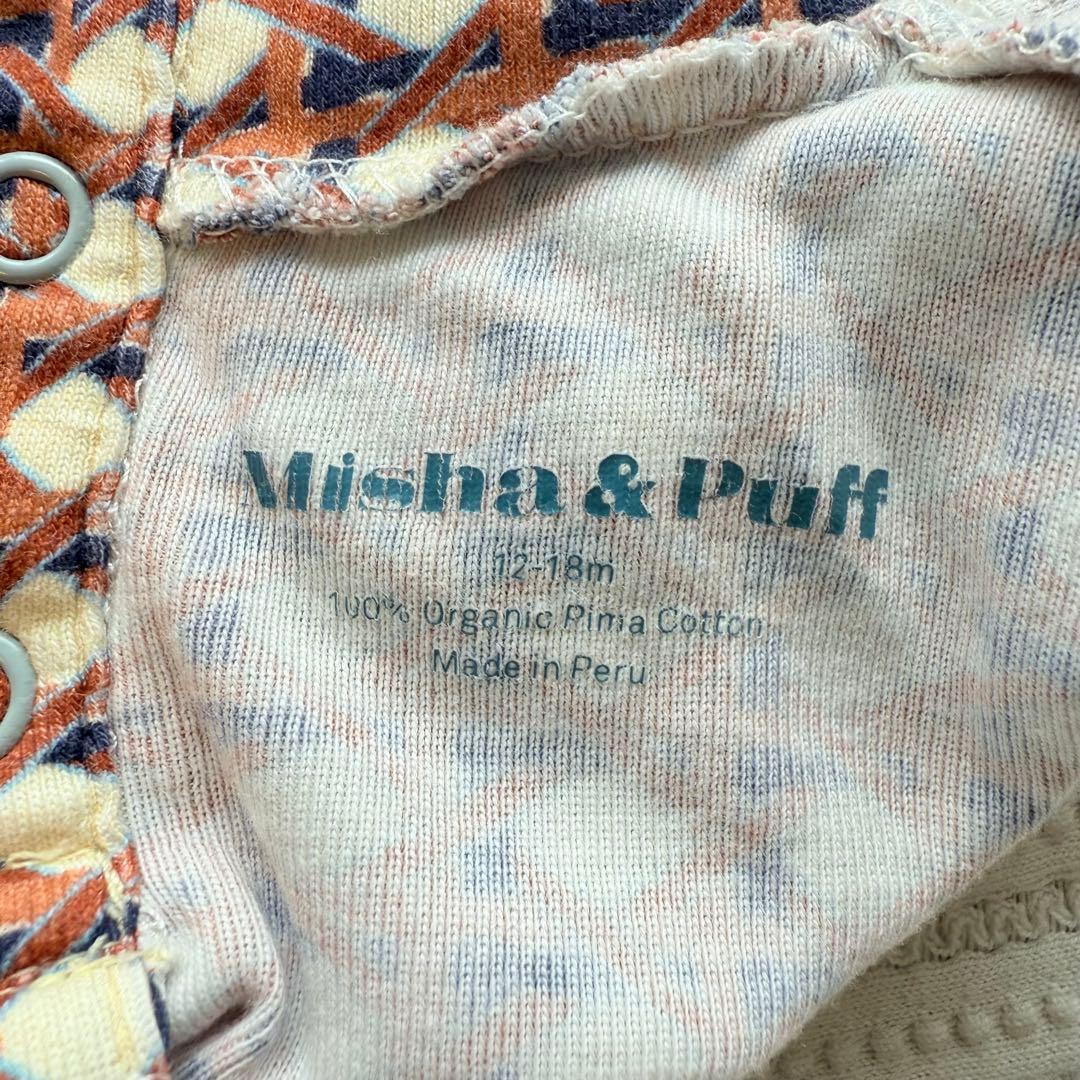 Misha & Puff
12-18m
100% Organic Pima Cotton
Made in Peru